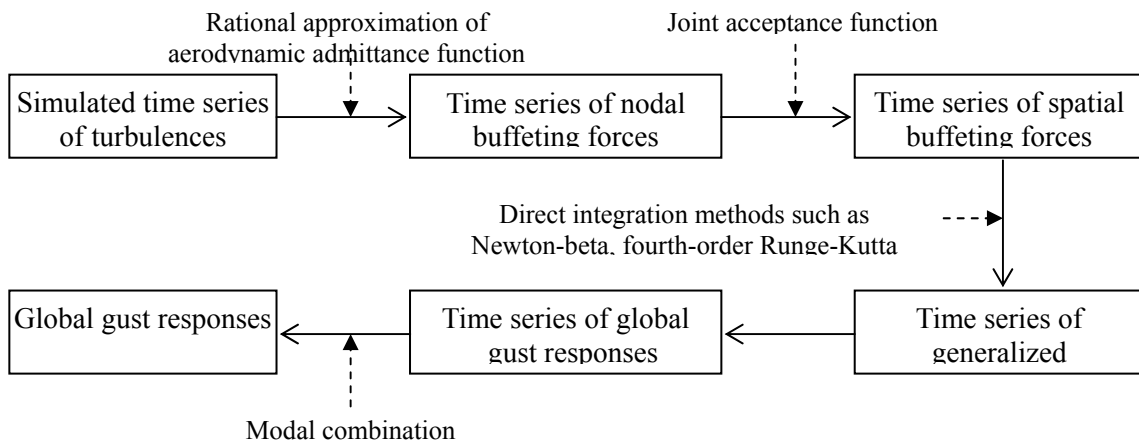 Rational approximation of
aerodynamic admittance function
Joint acceptance function
Simulated time series
of turbulences
Time series of nodal
buffeting forces
Time series of spatial
buffeting forces
Direct integration methods such as
Newton-beta, fourth-order Runge-Kutta
Global gust responses
Time series of global
gust responses
Time series of
generalized
Modal combination